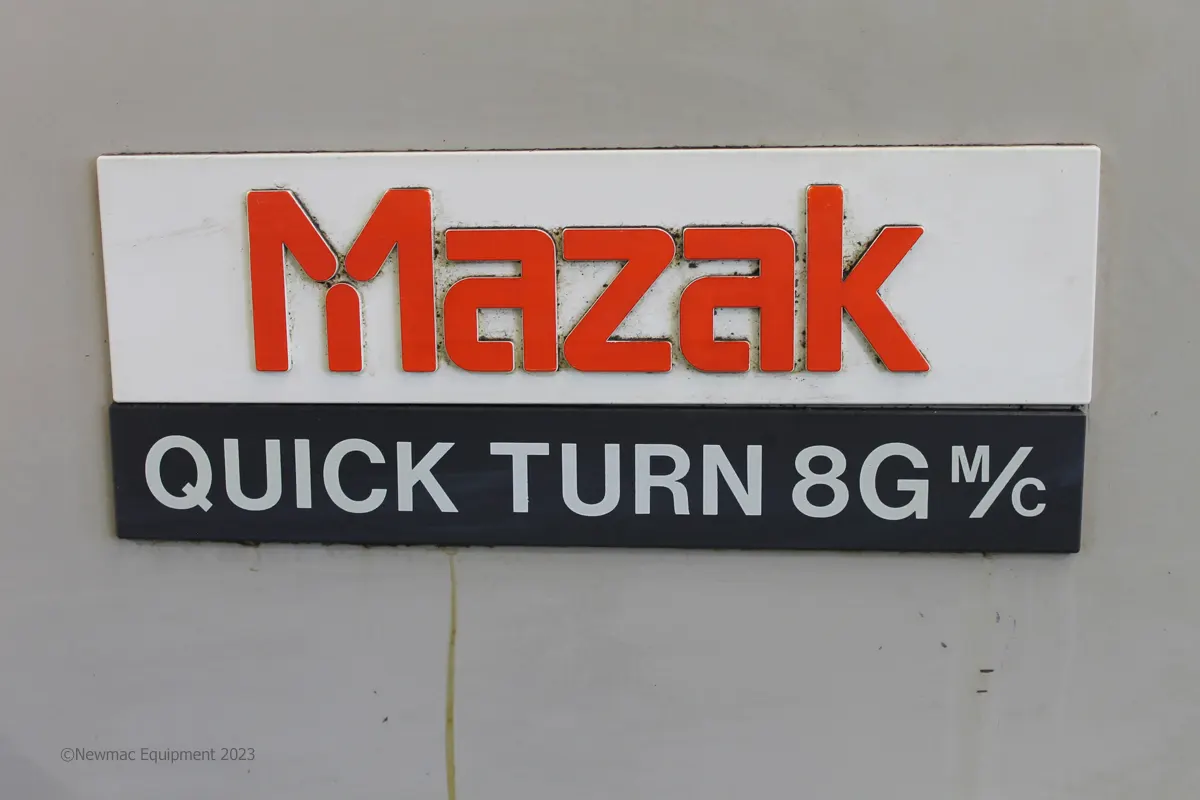 Mazak
QUICK TURN 8G M/C
©Newmac Equipment 2023